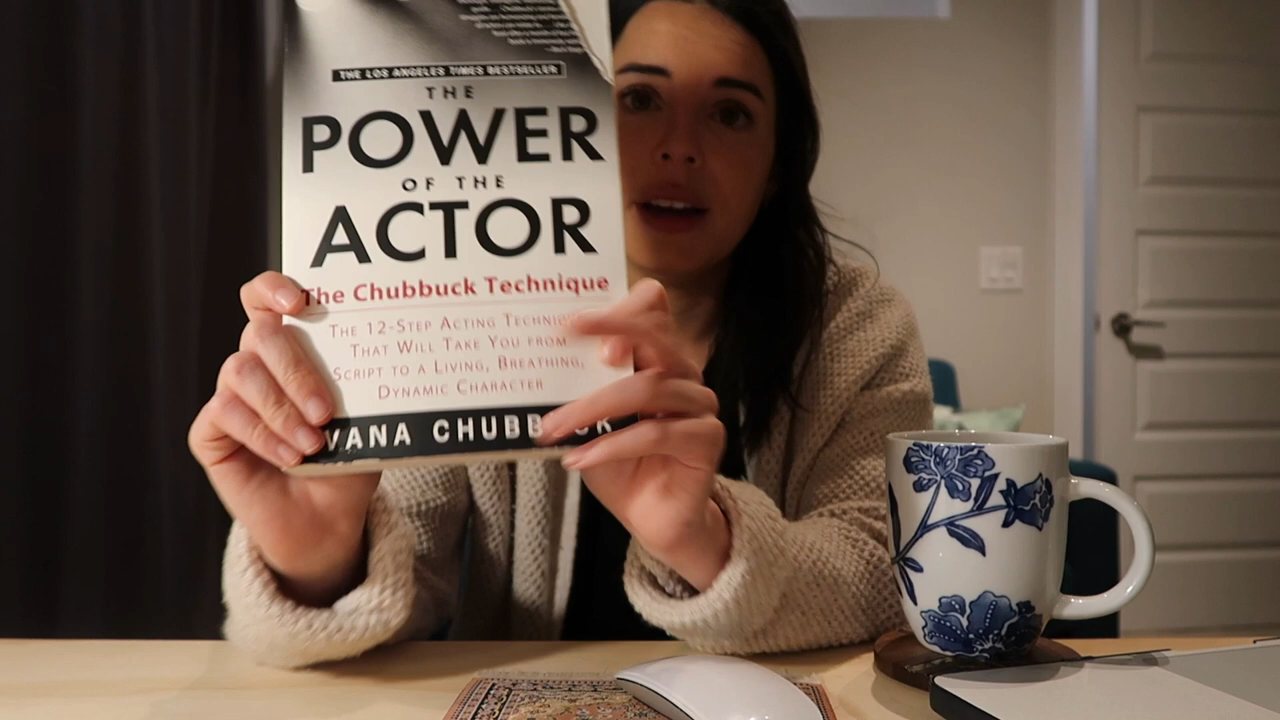 THE LOS ANGELES TIMES BESTSELLER
THE
POWER
OF THE
ACTOR
The Chubbuck Technique
THE 12-STEP ACTING
THAT WILL TAKE YOU FROM
SCRIPT TO A LIVING, BREATHING,
DYNAMIC CHARACTER
VANA CHUBB CK